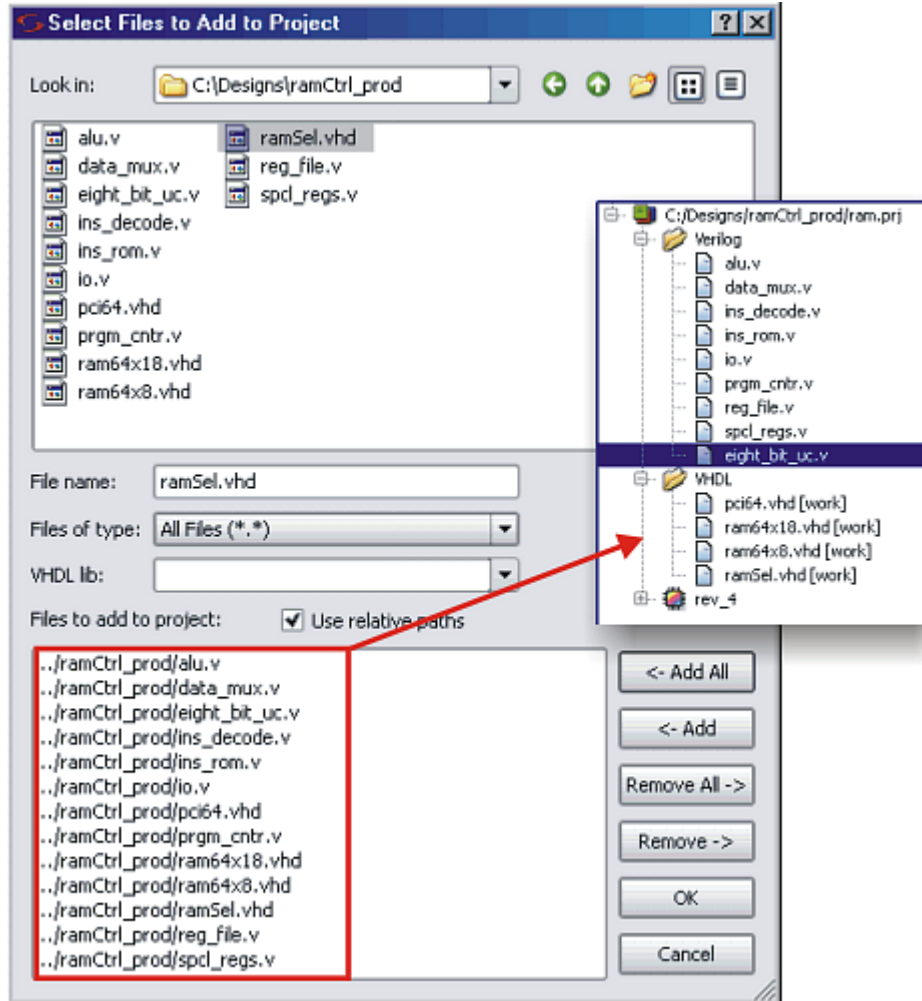 Select Files to Add to Project
Look in: C:\Designs\ramCtrl_prod
alu.v
data_mux.v
eight_bit_uc.v
ins_decode.v
ins_rom.v
io.v
pci64.vhd
prgm_cntr.v
ram64x18.vhd
ram64x8.vhd
ramSel.vhd
reg_file.v
spcl_regs.v
C:/Designs/ramCtrl_prod/ram.prj
Verilog
alu.v
data_mux.v
ins_decode.v
ins_rom.v
io.v
prgm_cntr.v
reg_file.v
spcl_regs.v
eight_bit_uc.v
VHDL
pci64.vhd [work]
ram64x18.vhd [work]
ram64x8.vhd [work]
ramSel.vhd [work]
rev_4
File name: ramSel.vhd
Files of type: All Files (*.*)
VHDL lib:
Files to add to project: Use relative paths
../ramCtrl_prod/alu.v
../ramCtrl_prod/data_mux.v
../ramCtrl_prod/eight_bit_uc.v
../ramCtrl_prod/ins_decode.v
../ramCtrl_prod/ins_rom.v
../ramCtrl_prod/io.v
../ramCtrl_prod/pci64.vhd
../ramCtrl_prod/prgm_cntr.v
../ramCtrl_prod/ram64x18.vhd
../ramCtrl_prod/ram64x8.vhd
../ramCtrl_prod/ramSel.vhd
../ramCtrl_prod/reg_file.v
../ramCtrl_prod/spcl_regs.v
<- Add All
<- Add
Remove All ->
Remove ->
OK
Cancel